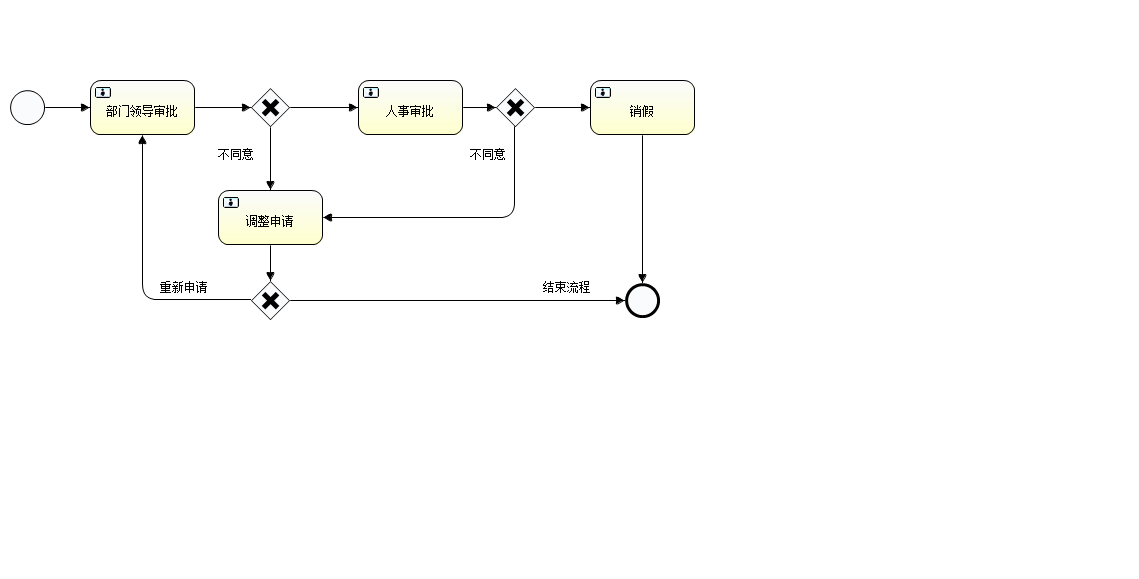 部门领导审批
人事审批
销假
不同意
不同意
调整申请
重新申请
结束流程